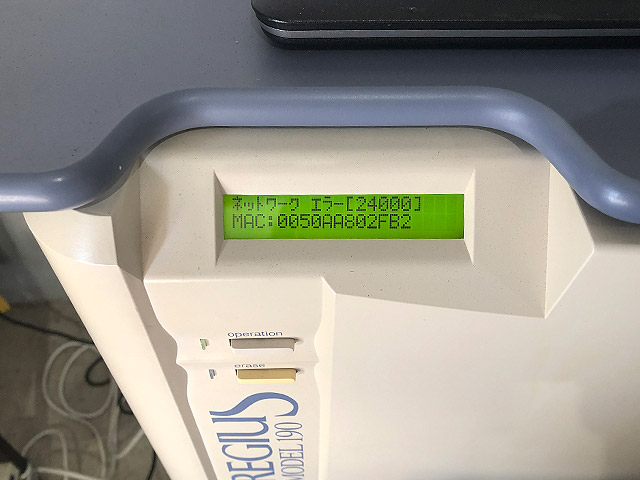 ネットワーク エラー[24000]
MAC:0050AA802FB2
operation
erase
REGIUS
MODEL 190